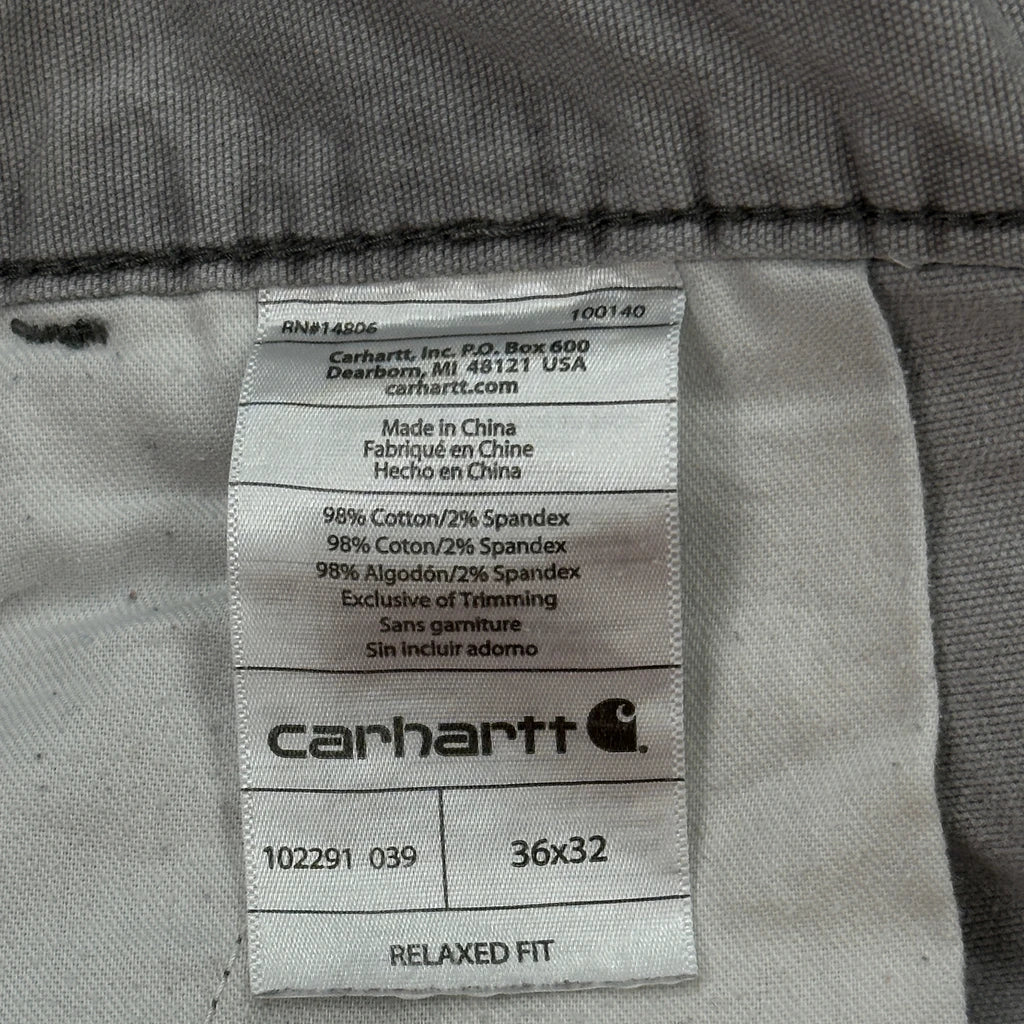 RN#14806 100140
Carhartt, Inc. P.O. Box 600
Dearborn, MI 48121 USA
carhartt.com
Made in China
Fabriqué en Chine
Hecho en China
98% Cotton/2% Spandex
98% Coton/2% Spandex
98% Algodón/2% Spandex
Exclusive of Trimming
Sans garniture
Sin incluir adorno
carhartt
102291 039 36x32
RELAXED FIT